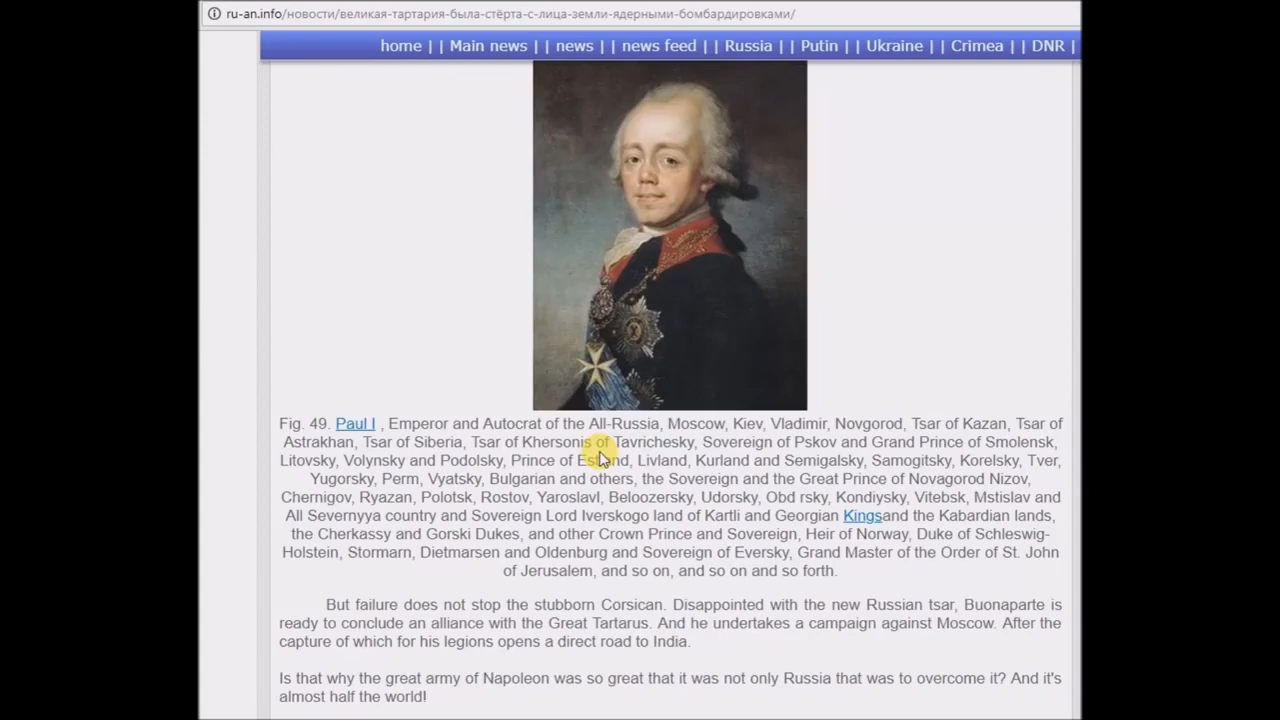 ru-an.info/новости/великая-тартария-была-стёрта-с-лица-земли-ядерными-бомбардировками/
home | | Main news | | news | | news feed | | Russia | | Putin | | Ukraine | | Crimea | | DNR |
Fig. 49. Paul I , Emperor and Autocrat of the All-Russia, Moscow, Kiev, Vladimir, Novgorod, Tsar of Kazan, Tsar of
Astrakhan, Tsar of Siberia, Tsar of Khersonis of Tavrichesky, Sovereign of Pskov and Grand Prince of Smolensk,
Litovsky, Volynsky and Podolsky, Prince of Estland, Livland, Kurland and Semigalsky, Samogitsky, Korelsky, Tver,
Yugorsky, Perm, Vyatsky, Bulgarian and others, the Sovereign and the Great Prince of Novagorod Nizov,
Chernigov, Ryazan, Polotsk, Rostov, Yaroslavl, Beloozersky, Udorsky, Obd rsky, Kondiysky, Vitebsk, Mstislav and
All Severnyya country and Sovereign Lord Iverskogo land of Kartli and Georgian Kingsand the Kabardian lands,
the Cherkassy and Gorski Dukes, and other Crown Prince and Sovereign, Heir of Norway, Duke of Schleswig-
Holstein, Stormarn, Dietmarsen and Oldenburg and Sovereign of Eversky, Grand Master of the Order of St. John
of Jerusalem, and so on, and so on and so forth.
But failure does not stop the stubborn Corsican. Disappointed with the new Russian tsar, Buonaparte is
ready to conclude an alliance with the Great Tartarus. And he undertakes a campaign against Moscow. After the
capture of which for his legions opens a direct road to India.
Is that why the great army of Napoleon was so great that it was not only Russia that was to overcome it? And it's
almost half the world!